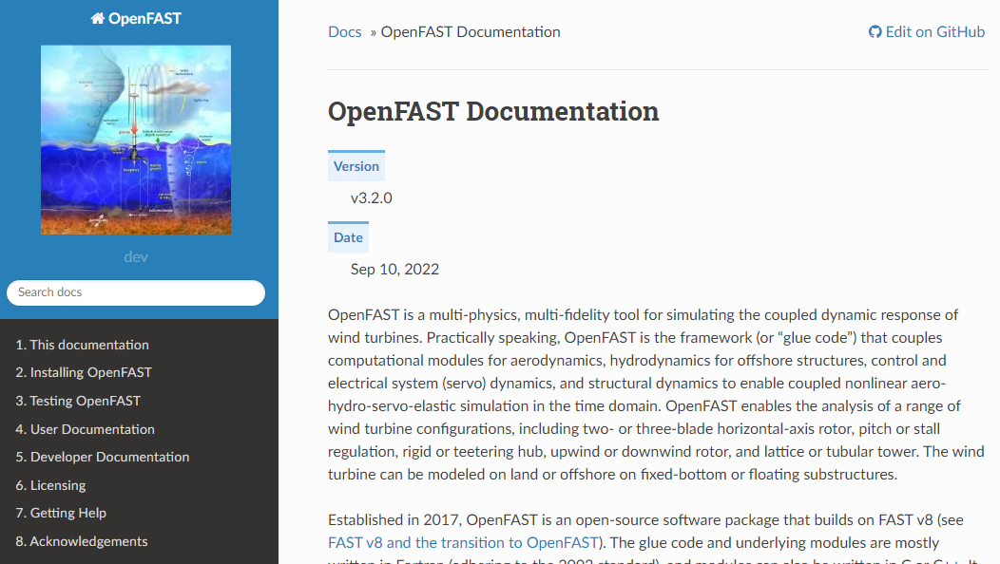 OpenFAST
dev
Search docs
1. This documentation
2. Installing OpenFAST
3. Testing OpenFAST
4. User Documentation
5. Developer Documentation
6. Licensing
7. Getting Help
8. Acknowledgements
Docs » OpenFAST Documentation
Edit on GitHub
OpenFAST Documentation
Version
v3.2.0
Date
Sep 10, 2022
OpenFAST is a multi-physics, multi-fidelity tool for simulating the coupled dynamic response of
wind turbines. Practically speaking, OpenFAST is the framework (or “glue code”) that couples
computational modules for aerodynamics, hydrodynamics for offshore structures, control and
electrical system (servo) dynamics, and structural dynamics to enable coupled nonlinear aero-
hydro-servo-elastic simulation in the time domain. OpenFAST enables the analysis of a range of
wind turbine configurations, including two- or three-blade horizontal-axis rotor, pitch or stall
regulation, rigid or teetering hub, upwind or downwind rotor, and lattice or tubular tower. The wind
turbine can be modeled on land or offshore on fixed-bottom or floating substructures.
Established in 2017, OpenFAST is an open-source software package that builds on FAST v8 (see
FAST v8 and the transition to OpenFAST). The glue code and underlying modules are mostly
written in Fortran (adhering to the 2003 standard), and modules can also be written in C or C++. It